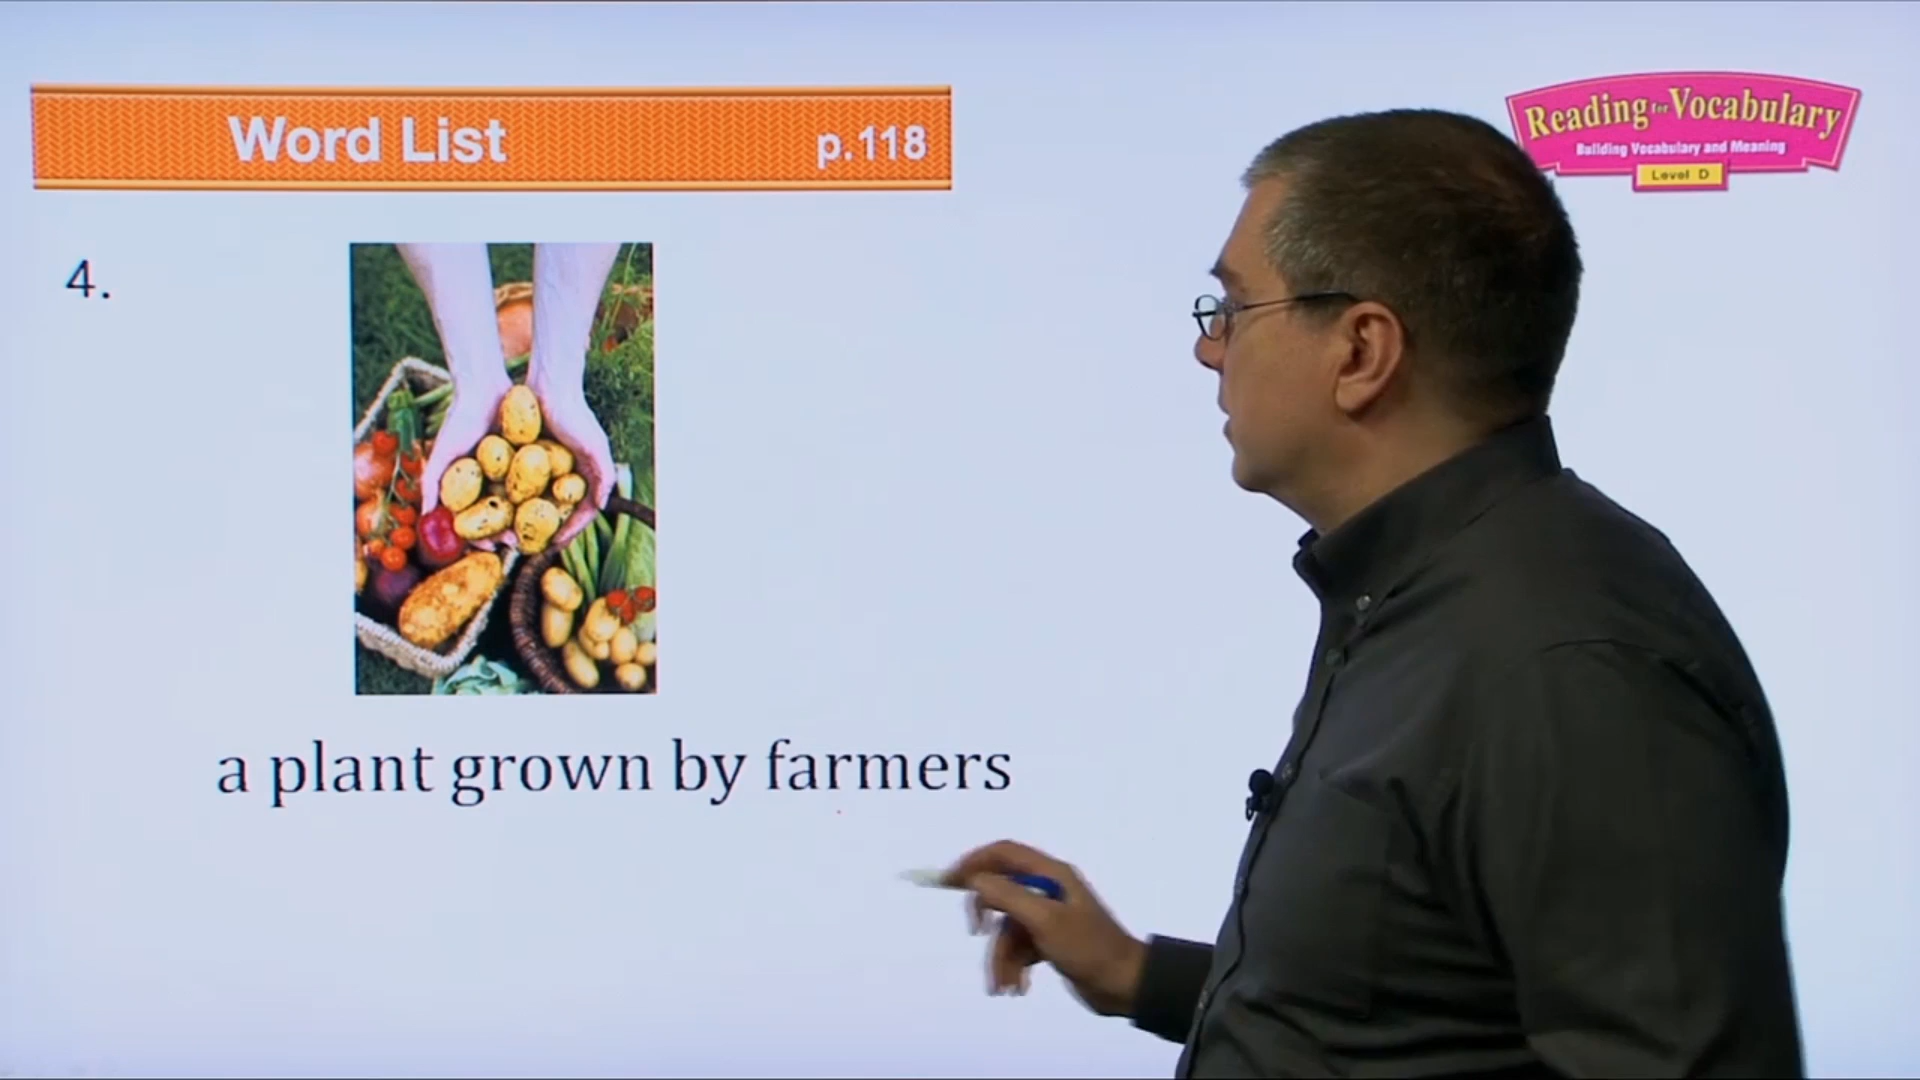 Word List p.118
Reading for Vocabulary
Building Vocabulary and Meaning
Level D
4.
a plant grown by farmers